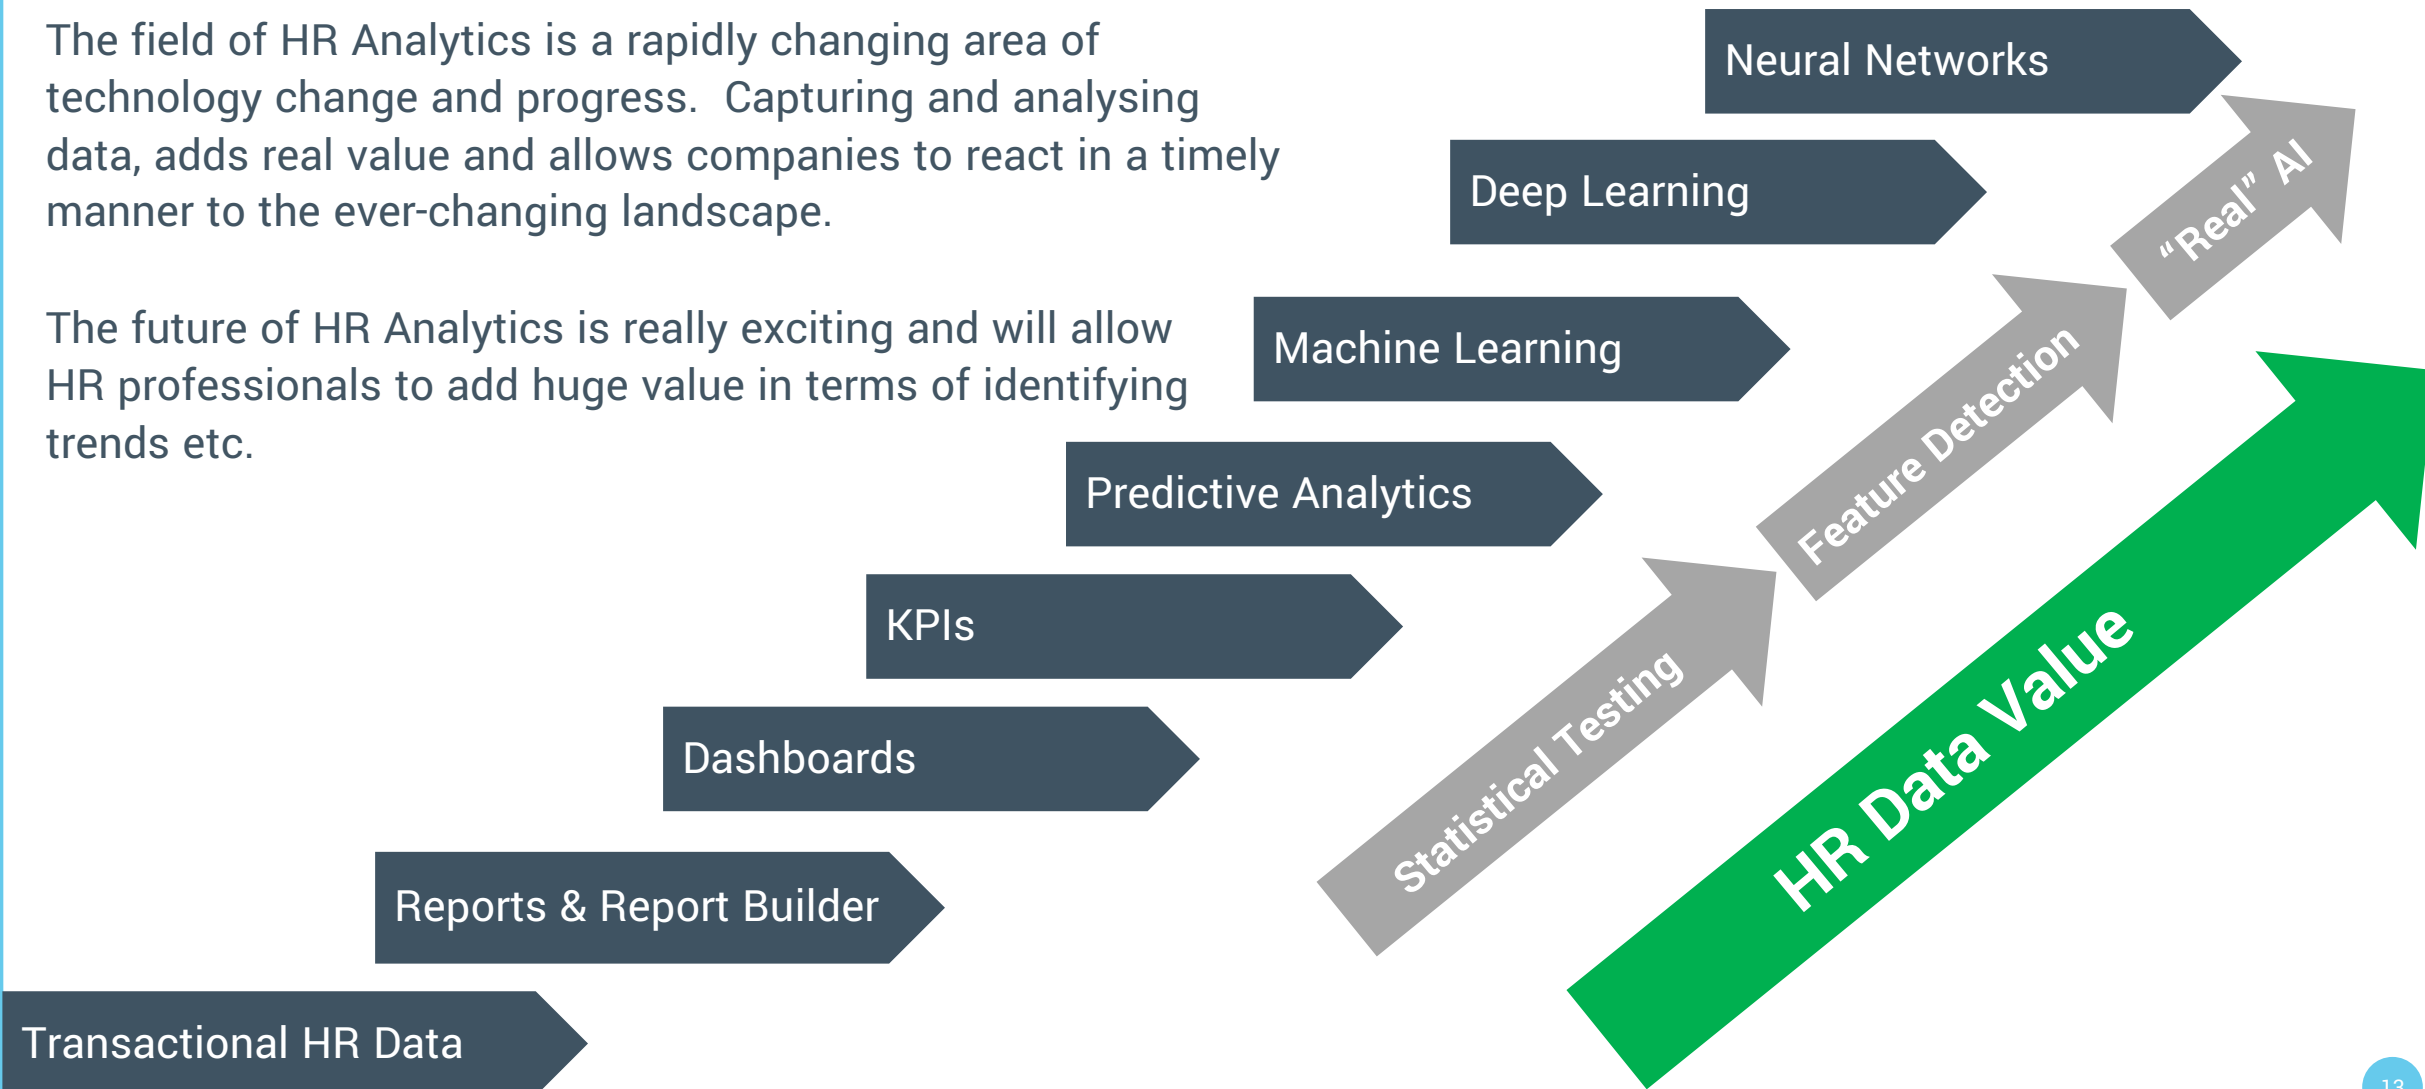 The field of HR Analytics is a rapidly changing area of
technology change and progress.  Capturing and analysing
data, adds real value and allows companies to react in a timely
manner to the ever-changing landscape.
The future of HR Analytics is really exciting and will allow
HR professionals to add huge value in terms of identifying
trends etc.
Neural Networks
Deep Learning
Machine Learning
Predictive Analytics
KPIs
Dashboards
Reports & Report Builder
Transactional HR Data
“Real” AI
Feature Detection
Statistical Testing
HR Data Value
13